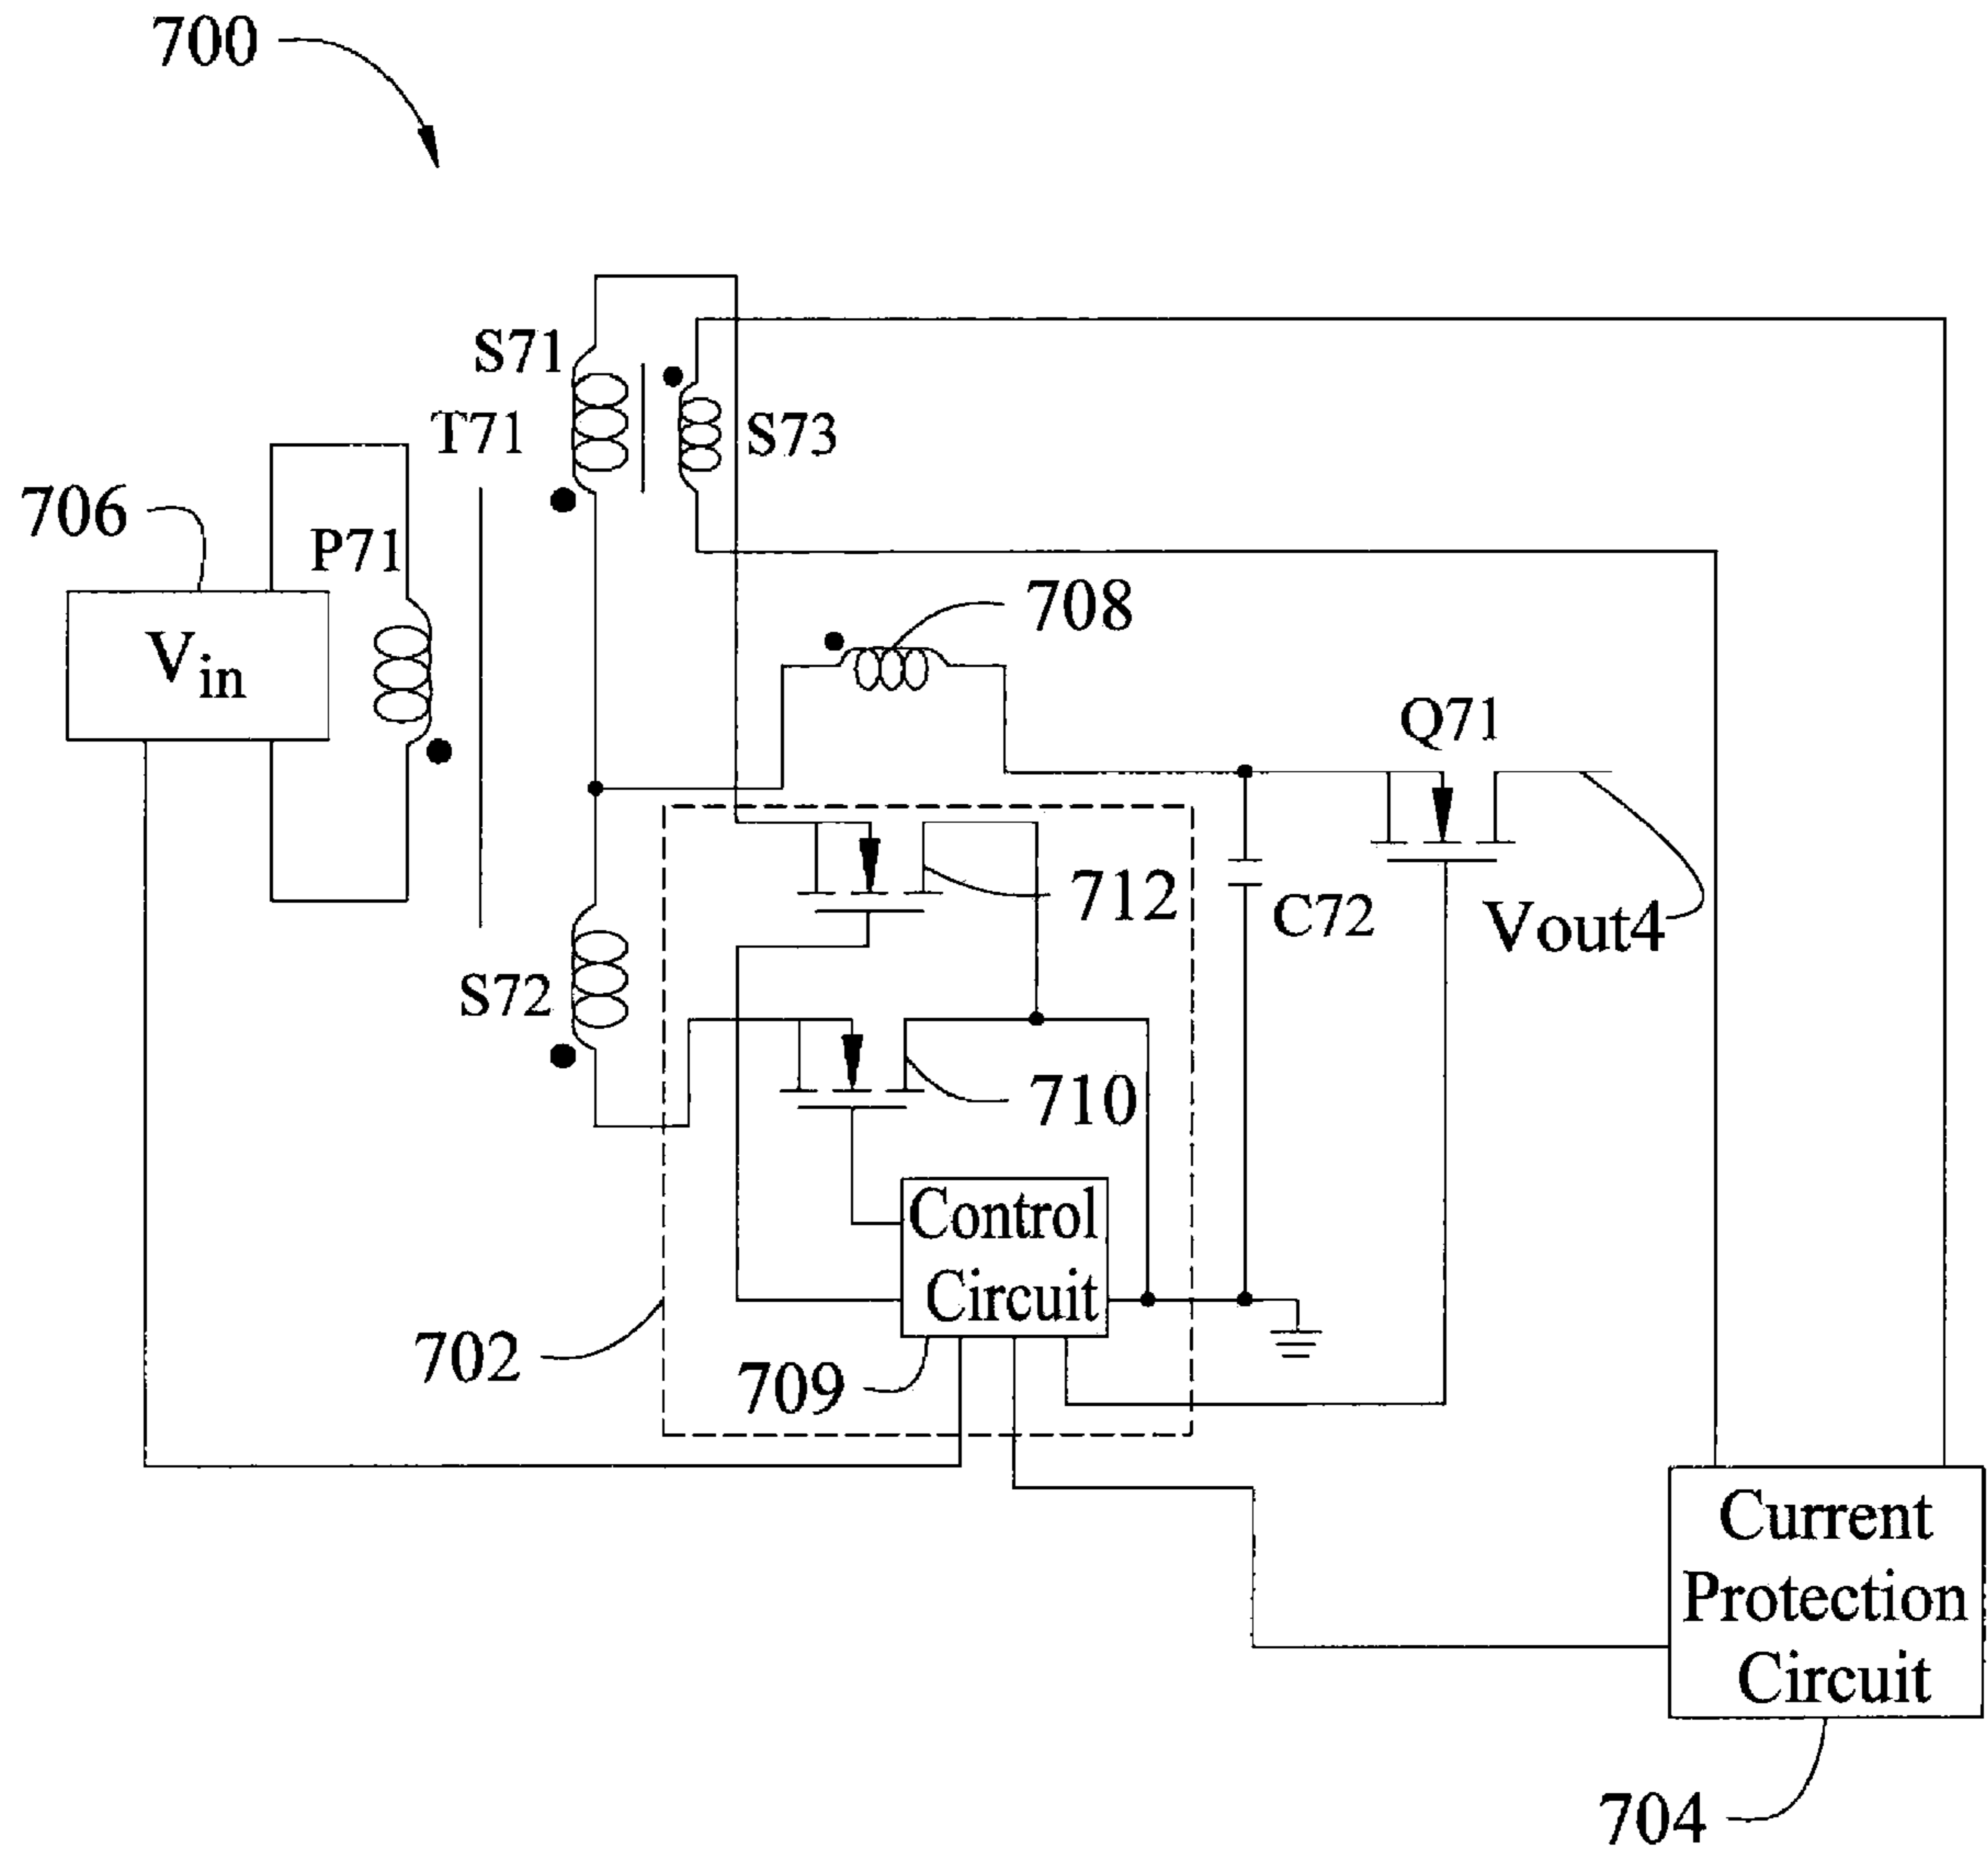 700
S71
T71
S73
706
P71
708
Vin
Q71
712
C72
Vout4
S72
710
Control
Circuit
702
709
Current
Protection
Circuit
704